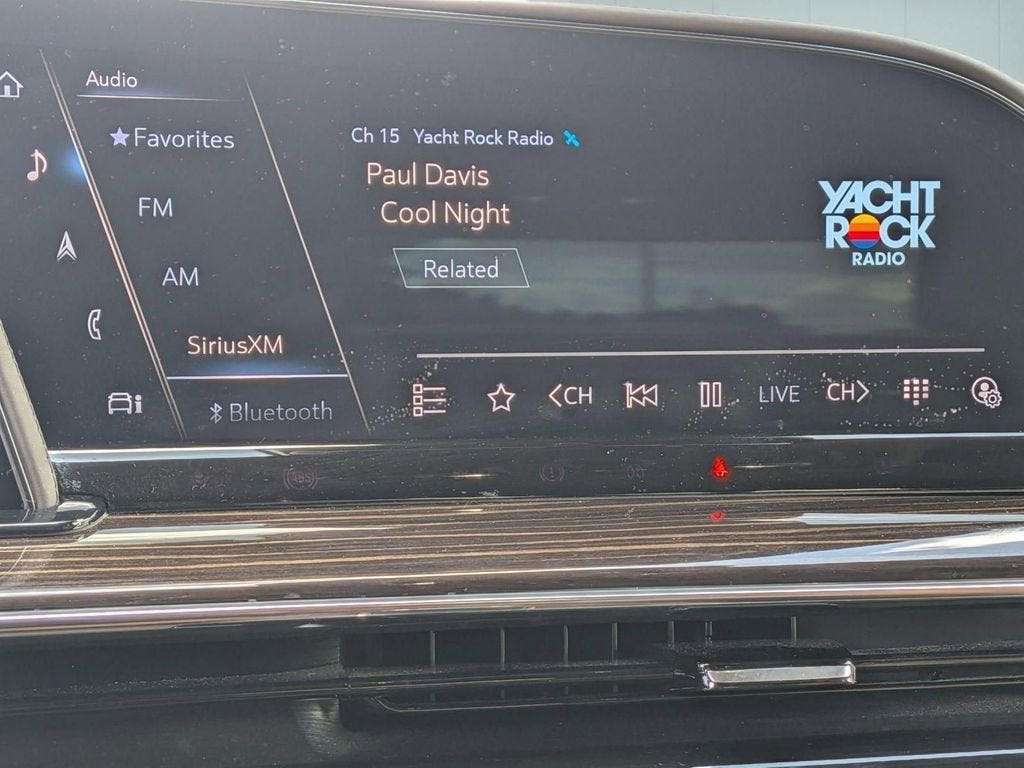 Audio
Favorites
FM
AM
SiriusXM
Bluetooth
Ch 15 Yacht Rock Radio
Paul Davis
Cool Night
Related
YACHT
ROCK
RADIO
<CH
LIVE
CH>
ABS